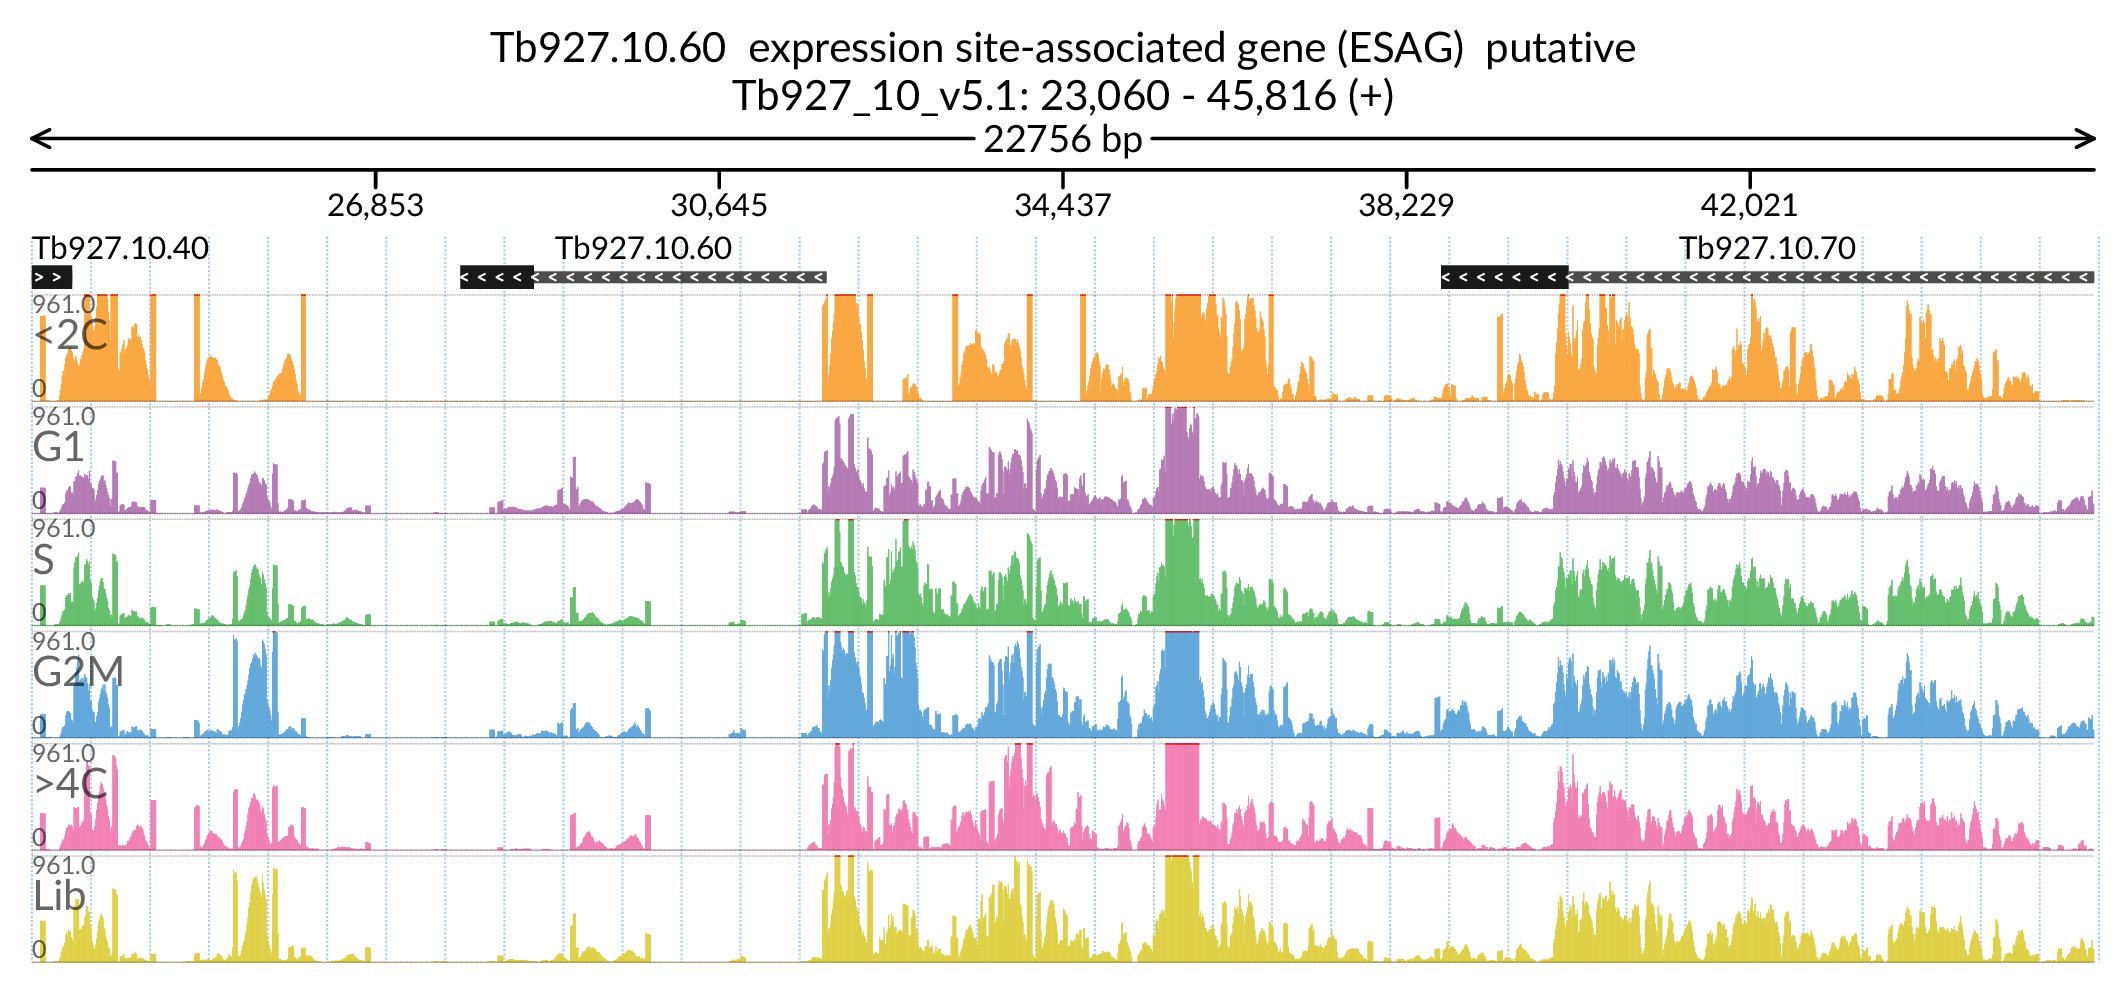 Tb927.10.60 expression site-associated gene (ESAG) putative
Tb927_10_v5.1: 23,060 - 45,816 (+)
22756 bp
26,853 30,645 34,437 38,229 42,021
Tb927.10.40 Tb927.10.60 Tb927.10.70
961.0
<2C
0
961.0
G1
0
961.0
S
0
961.0
G2M
0
961.0
>4C
0
961.0
Lib
0